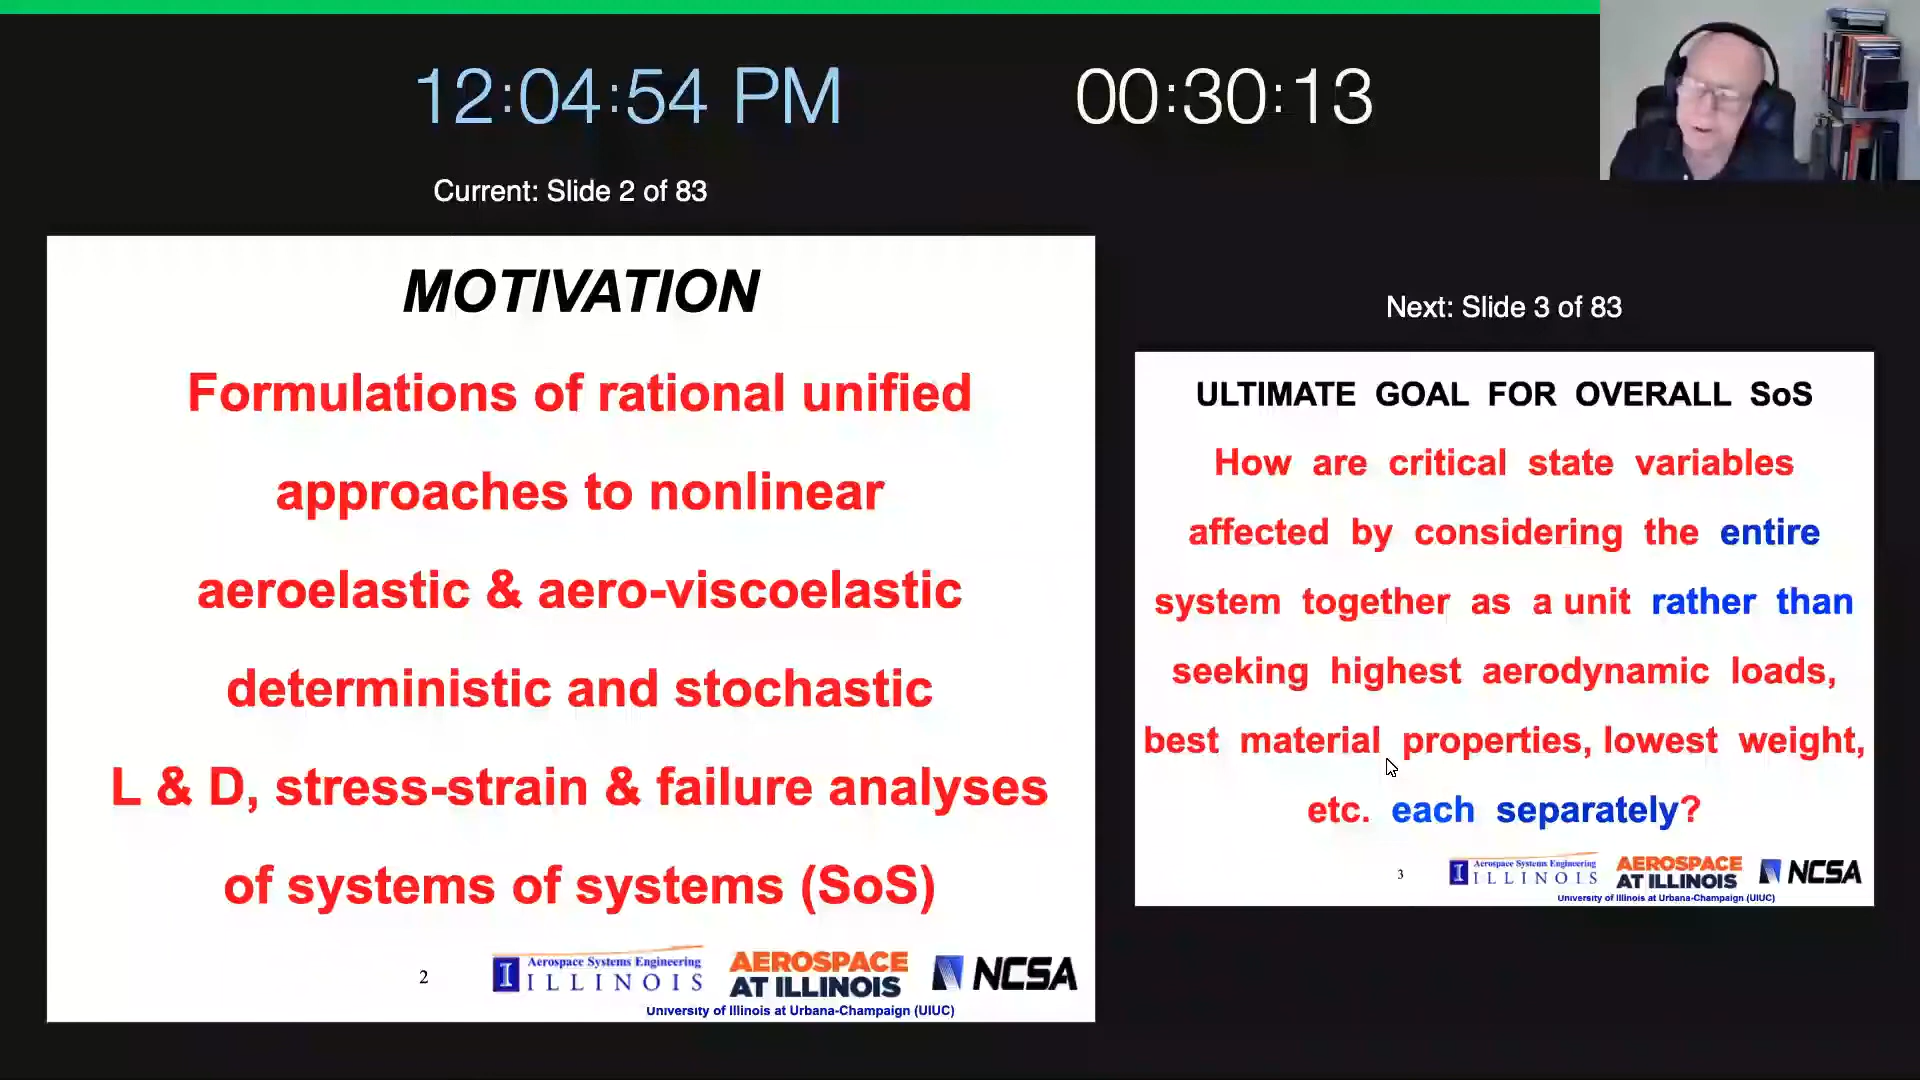 12:04:54 PM
00:30:13
Current: Slide 2 of 83
MOTIVATION
Formulations of rational unified
approaches to nonlinear
aeroelastic & aero-viscoelastic
deterministic and stochastic
L & D, stress-strain & failure analyses
of systems of systems (SoS)
2
Aerospace Systems Engineering
ILLINOIS
AEROSPACE
AT ILLINOIS
NCSA
University of Illinois at Urbana-Champaign (UIUC)
Next: Slide 3 of 83
ULTIMATE GOAL FOR OVERALL SoS
How are critical state variables
affected by considering the entire
system together as a unit rather than
seeking highest aerodynamic loads,
best material properties, lowest weight,
etc. each separately?
3
Aerospace Systems Engineering
ILLINOIS
AEROSPACE
AT ILLINOIS
NCSA
University of Illinois at Urbana-Champaign (UIUC)